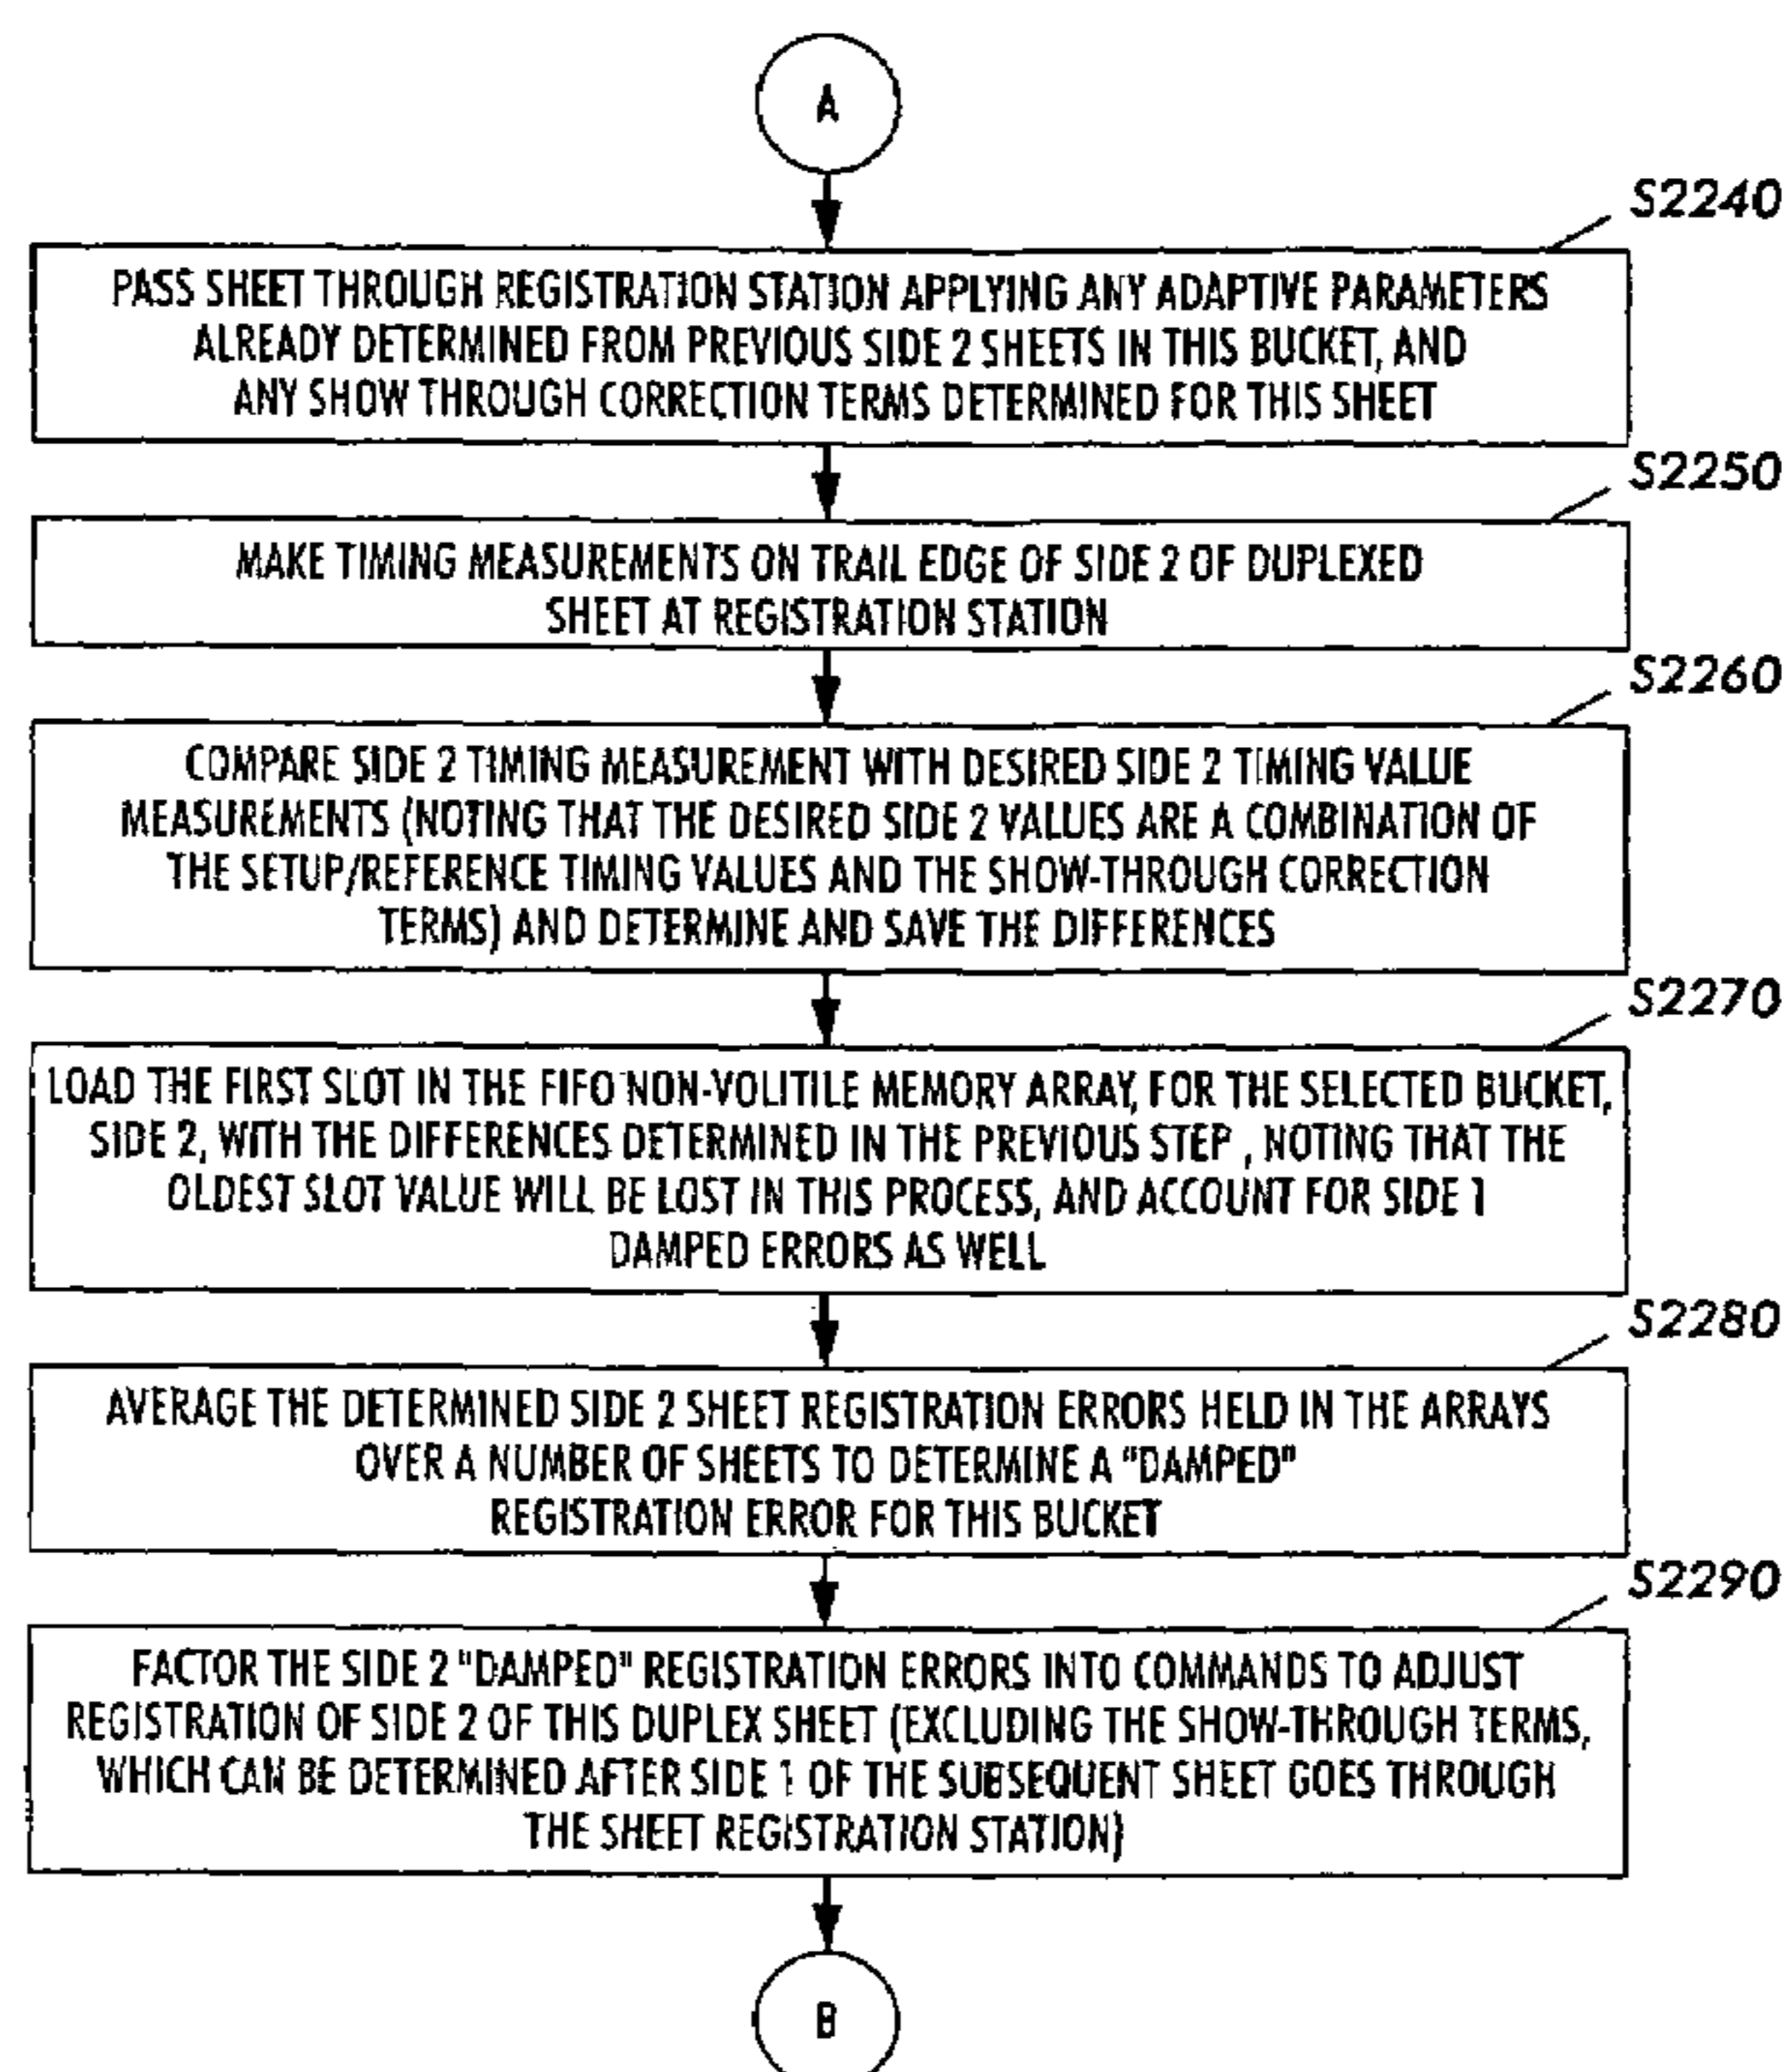 A
S2240
PASS SHEET THROUGH REGISTRATION STATION APPLYING ANY ADAPTIVE PARAMETERS
ALREADY DETERMINED FROM PREVIOUS SIDE 2 SHEETS IN THIS BUCKET, AND
ANY SHOW THROUGH CORRECTION TERMS DETERMINED FOR THIS SHEET
S2250
MAKE TIMING MEASUREMENTS ON TRAIL EDGE OF SIDE 2 OF DUPLEXED
SHEET AT REGISTRATION STATION
S2260
COMPARE SIDE 2 TIMING MEASUREMENT WITH DESIRED SIDE 2 TIMING VALUE
MEASUREMENTS (NOTING THAT THE DESIRED SIDE 2 VALUES ARE A COMBINATION OF
THE SETUP/REFERENCE TIMING VALUES AND THE SHOW-THROUGH CORRECTION
TERMS) AND DETERMINE AND SAVE THE DIFFERENCES
S2270
LOAD THE FIRST SLOT IN THE FIFO NON-VOLITILE MEMORY ARRAY, FOR THE SELECTED BUCKET,
SIDE 2, WITH THE DIFFERENCES DETERMINED IN THE PREVIOUS STEP , NOTING THAT THE
OLDEST SLOT VALUE WILL BE LOST IN THIS PROCESS, AND ACCOUNT FOR SIDE 1
DAMPED ERRORS AS WELL
S2280
AVERAGE THE DETERMINED SIDE 2 SHEET REGISTRATION ERRORS HELD IN THE ARRAYS
OVER A NUMBER OF SHEETS TO DETERMINE A "DAMPED"
REGISTRATION ERROR FOR THIS BUCKET
S2290
FACTOR THE SIDE 2 "DAMPED" REGISTRATION ERRORS INTO COMMANDS TO ADJUST
REGISTRATION OF SIDE 2 OF THIS DUPLEX SHEET (EXCLUDING THE SHOW-THROUGH TERMS,
WHICH CAN BE DETERMINED AFTER SIDE 1 OF THE SUBSEQUENT SHEET GOES THROUGH
THE SHEET REGISTRATION STATION)
B